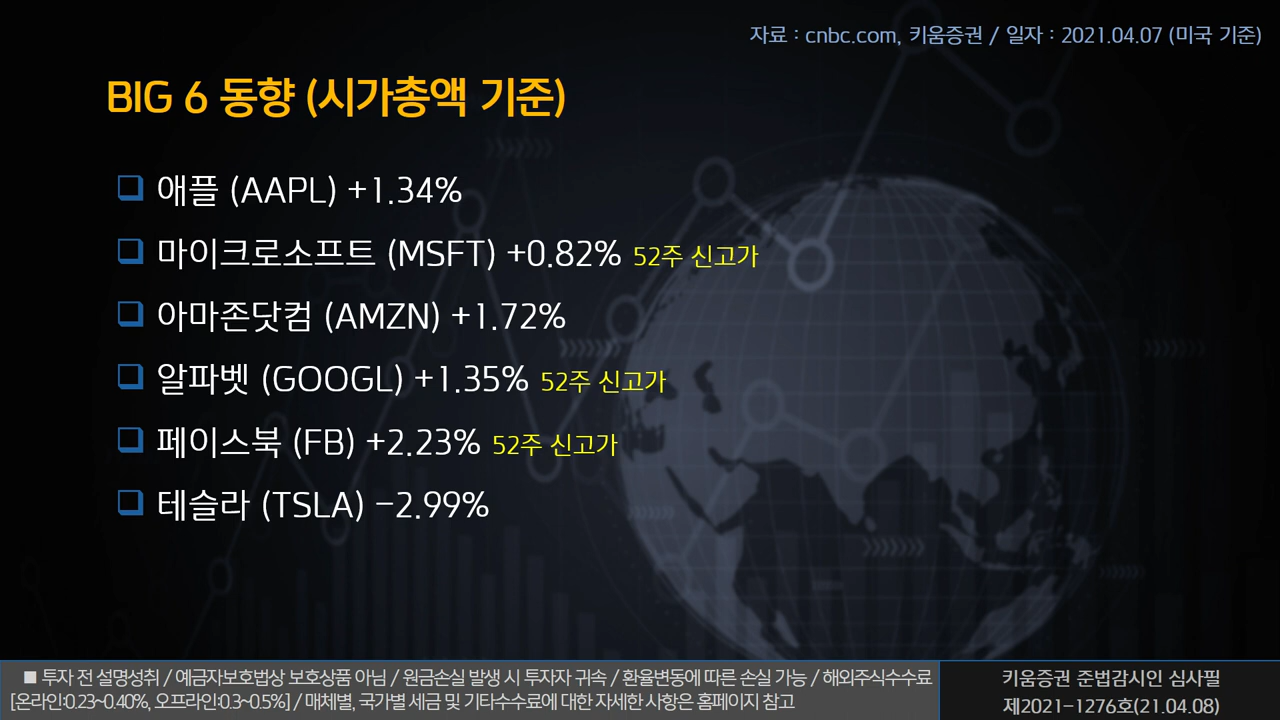 자료 : cnbc.com, 키움증권 / 일자 : 2021.04.07 (미국 기준)
BIG 6 동향 (시가총액 기준)
애플 (AAPL) +1.34%
마이크로소프트 (MSFT) +0.82% 52주 신고가
아마존닷컴 (AMZN) +1.72%
알파벳 (GOOGL) +1.35% 52주 신고가
페이스북 (FB) +2.23% 52주 신고가
테슬라 (TSLA) -2.99%
■ 투자 전 설명성취 / 예금자보호법상 보호상품 아님 / 원금손실 발생 시 투자자 귀속 / 환율변동에 따른 손실 가능 / 해외주식수수료
[온라인:0.23~0.40%, 오프라인:0.3~0.5%] / 매체별, 국가별 세금 및 기타수수료에 대한 자세한 사항은 홈페이지 참고
키움증권 준법감시인 심사필
제2021-1276호(21.04.08)